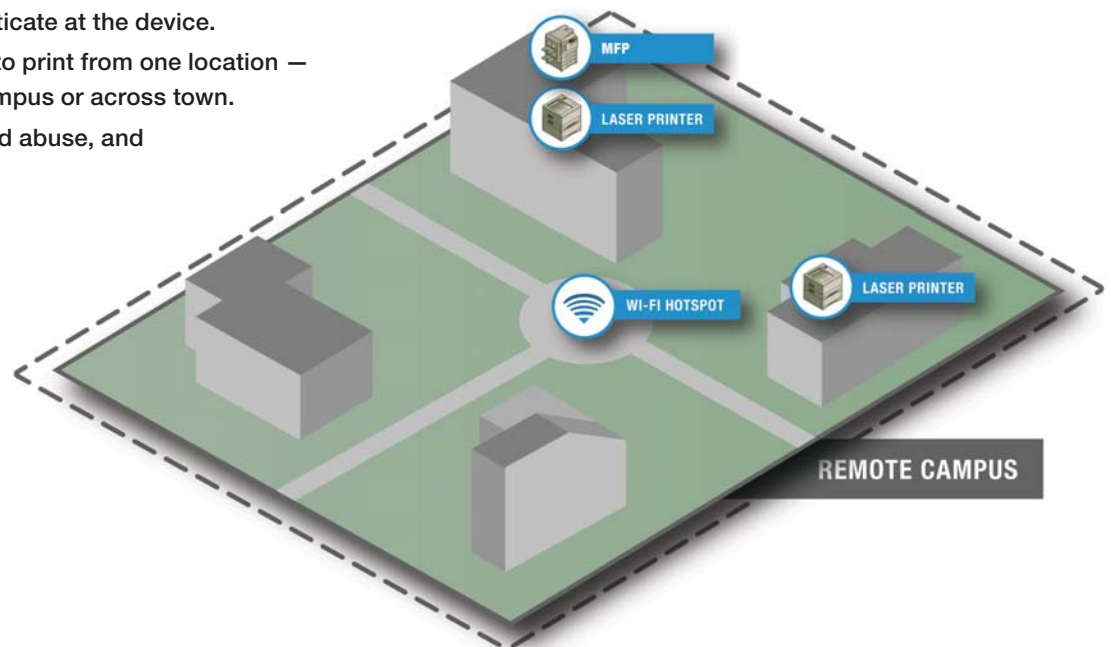 ticate at the device.
to print from one location —
mpus or across town.
d abuse, and
MFP
LASER PRINTER
LASER PRINTER
WI-FI HOTSPOT
REMOTE CAMPUS